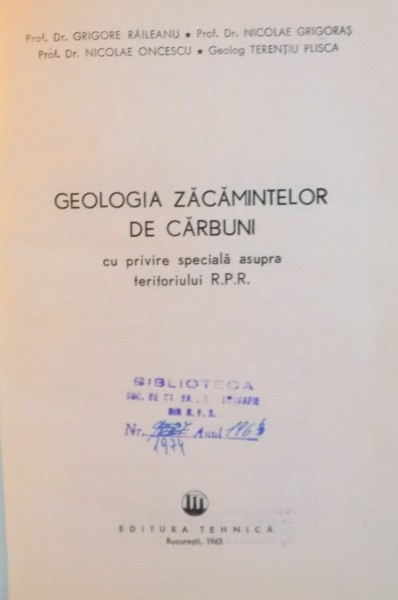 Prof. Dr. GRIGORE RĂILEANU ★ Prof. Dr. NICOLAE GRIGORAȘ
Prof. Dr. NICOLAE ONCESCU ★ Geolog TERENȚIU PLISCA
GEOLOGIA ZĂCĂMINTELOR
DE CĂRBUNI
cu privire specială asupra
teritoriului R.P.R.
BIBLIOTECA
DIN R. P. R.
Nr. Anul 196
1974
EDITURA TEHNICĂ
București, 1963